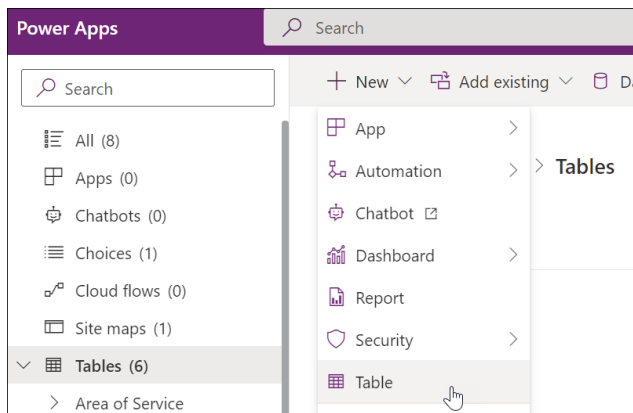 Power Apps
Search
Search
New
Add existing
All (8)
Apps (0)
Chatbots (0)
Choices (1)
Cloud flows (0)
Site maps (1)
Tables (6)
Area of Service
App
Automation
Chatbot
Dashboard
Report
Security
Table
Tables